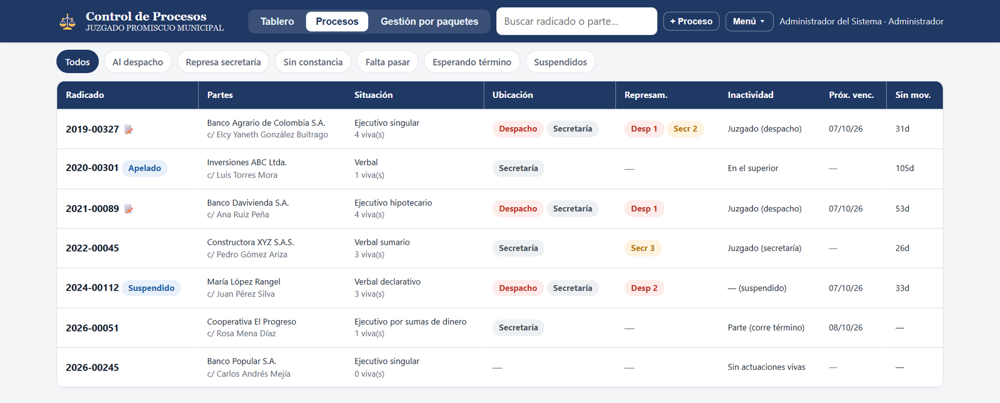 Control de Procesos
JUZGADO PROMISCUO MUNICIPAL
Tablero Procesos Gestión por paquetes
Buscar radicado o parte...
+ Proceso
Menú ▾
Administrador del Sistema · Administrador
Todos Al despacho Represa secretaría Sin constancia Falta pasar Esperando término Suspendidos
Radicado Partes Situación Ubicación Represam. Inactividad Próx. venc. Sin mov.
2019-00327 Banco Agrario de Colombia S.A. Ejecutivo singular Despacho Secretaría Desp 1 Secr 2 Juzgado (despacho) 07/10/26 31d
c/ Elcy Yaneth González Buitrago 4 viva(s)
2020-00301 Apelado Inversiones ABC Ltda. Verbal Secretaría — En el superior — 105d
c/ Luis Torres Mora 1 viva(s)
2021-00089 Banco Davivienda S.A. Ejecutivo hipotecario Despacho Secretaría Desp 1 Juzgado (despacho) 07/10/26 53d
c/ Ana Ruiz Peña 4 viva(s)
2022-00045 Constructora XYZ S.A.S. Verbal sumario Secretaría Secr 3 Juzgado (secretaría) — 26d
c/ Pedro Gómez Ariza 3 viva(s)
2024-00112 Suspendido María López Rangel Verbal declarativo Despacho Secretaría Desp 2 — (suspendido) 07/10/26 33d
c/ Juan Pérez Silva 3 viva(s)
2026-00051 Cooperativa El Progreso Ejecutivo por sumas de dinero Secretaría — Parte (corre término) 08/10/26 —
c/ Rosa Mena Díaz 1 viva(s)
2026-00245 Banco Popular S.A. Ejecutivo singular — — Sin actuaciones vivas — —
c/ Carlos Andrés Mejía 0 viva(s)